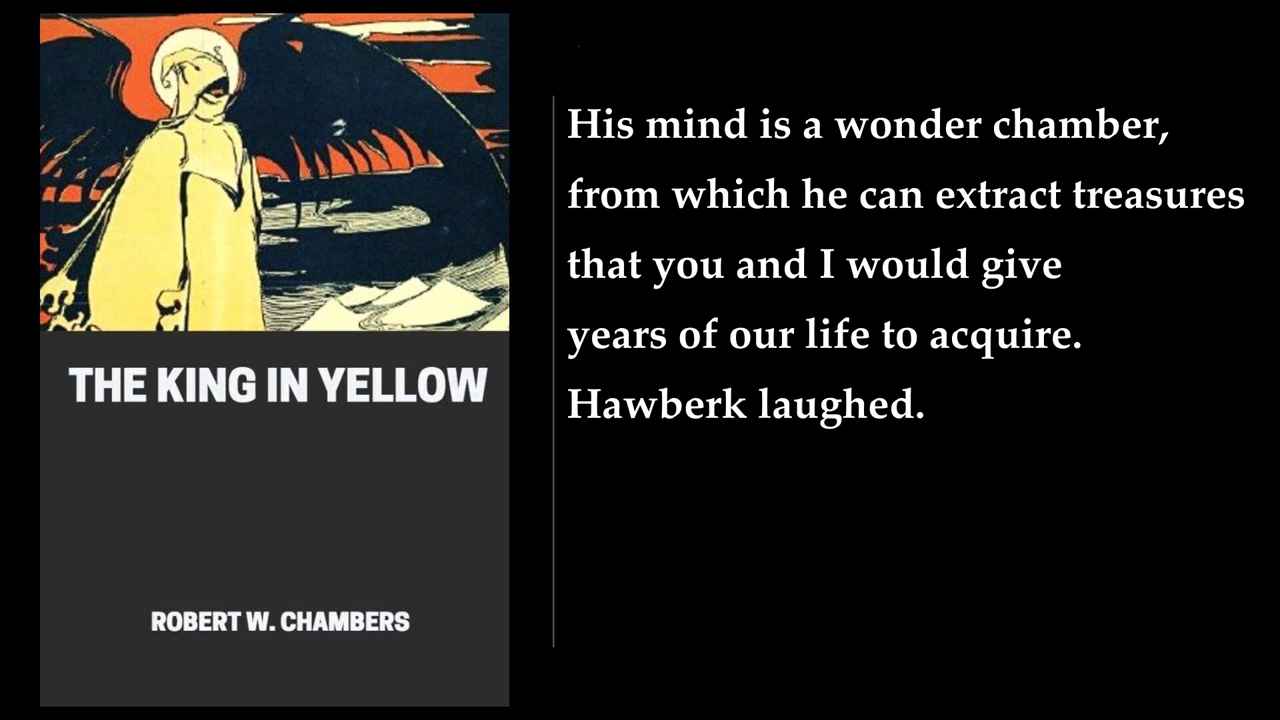 THE KING IN YELLOW
ROBERT W. CHAMBERS
His mind is a wonder chamber,
from which he can extract treasures
that you and I would give
years of our life to acquire.
Hawberk laughed.